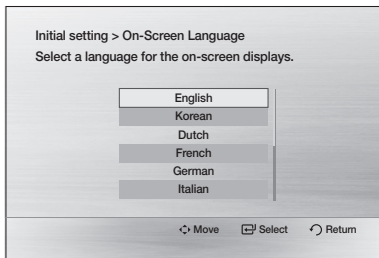 Initial setting > On-Screen Language
Select a language for the on-screen displays.
English
Korean
Dutch
French
German
Italian
Move Select Return